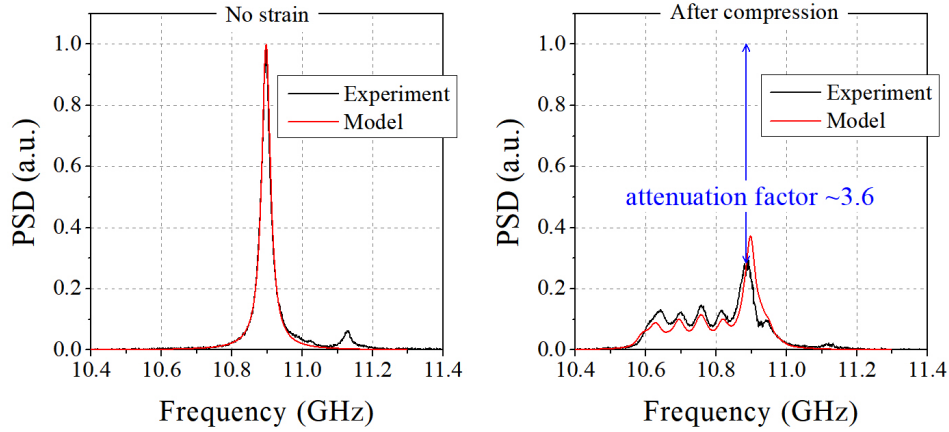 No strain
1.0
0.8
0.6
0.4
0.2
0.0
PSD (a.u.)
Experiment
Model
10.4 10.6 10.8 11.0 11.2 11.4
Frequency (GHz)
After compression
1.0
0.8
0.6
0.4
0.2
0.0
PSD (a.u.)
Experiment
Model
attenuation factor ~3.6
10.4 10.6 10.8 11.0 11.2 11.4
Frequency (GHz)